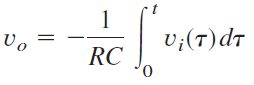 v_o = -\frac{1}{RC} \int_0^t v_i(\tau) d\tau